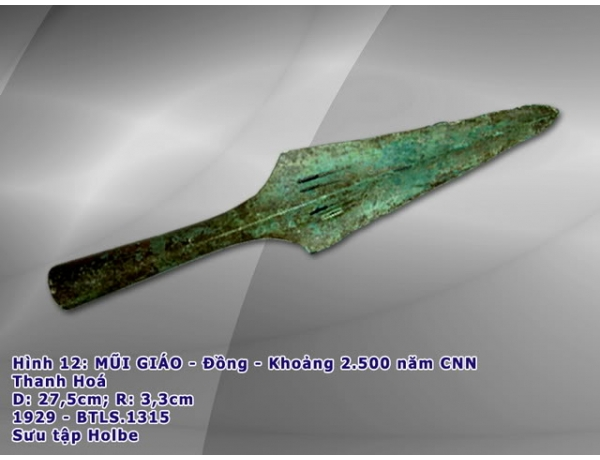 Hình 12: MŨI GIÁO - Đồng - Khoảng 2.500 năm CNN
Thanh Hoá
D: 27,5cm; R: 3,3cm
1929 - BTLS.1315
Sưu tập Holbe